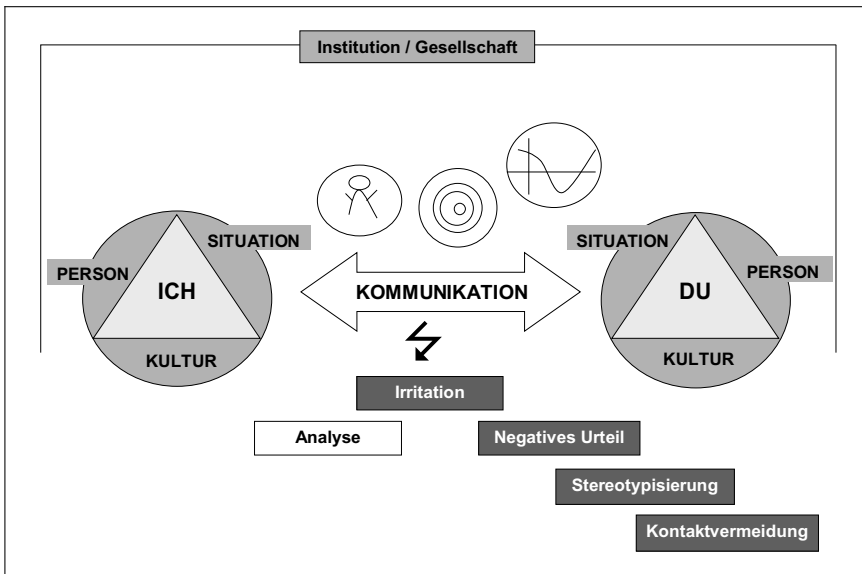 Institution / Gesellschaft
SITUATION
PERSON
ICH
KULTUR
KOMMUNIKATION
SITUATION
PERSON
DU
KULTUR
Irritation
Analyse
Negatives Urteil
Stereotypisierung
Kontaktvermeidung